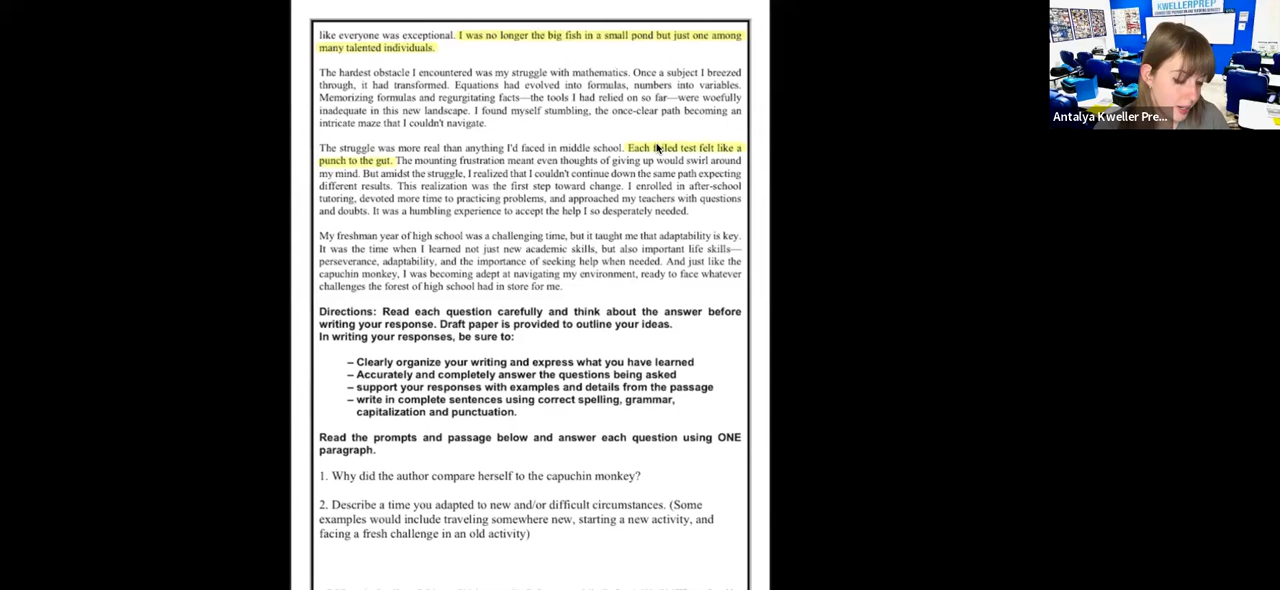 like everyone was exceptional. I was no longer the big fish in a small pond but just one among
many talented individuals.
The hardest obstacle I encountered was my struggle with mathematics. Once a subject I breezed
through, it had transformed. Equations had evolved into formulas, numbers into variables.
Memorizing formulas and regurgitating facts—the tools I had relied on so far—were woefully
inadequate in this new landscape. I found myself stumbling, the once-clear path becoming an
intricate maze that I couldn't navigate.
The struggle was more real than anything I'd faced in middle school. Each failed test felt like a
punch to the gut. The mounting frustration meant even thoughts of giving up would swirl around
my mind. But amidst the struggle, I realized that I couldn't continue down the same path expecting
different results. This realization was the first step toward change. I enrolled in after-school
tutoring, devoted more time to practicing problems, and approached my teachers with questions
and doubts. It was a humbling experience to accept the help I so desperately needed.
My freshman year of high school was a challenging time, but it taught me that adaptability is key.
It was the time when I learned not just new academic skills, but also important life skills—
perseverance, adaptability, and the importance of seeking help when needed. And just like the
capuchin monkey, I was becoming adept at navigating my environment, ready to face whatever
challenges the forest of high school had in store for me.
Directions: Read each question carefully and think about the answer before
writing your response. Draft paper is provided to outline your ideas.
In writing your responses, be sure to:
– Clearly organize your writing and express what you have learned
– Accurately and completely answer the questions being asked
– support your responses with examples and details from the passage
– write in complete sentences using correct spelling, grammar,
capitalization and punctuation.
Read the prompts and passage below and answer each question using ONE
paragraph.
1. Why did the author compare herself to the capuchin monkey?
2. Describe a time you adapted to new and/or difficult circumstances. (Some
examples would include traveling somewhere new, starting a new activity, and
facing a fresh challenge in an old activity)
KWELLERPREP
Antalya Kweller Pre...